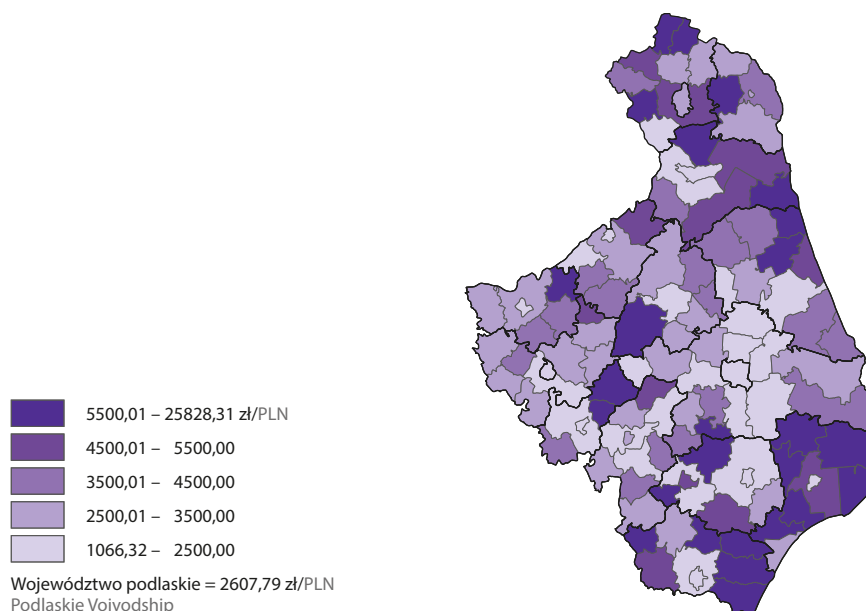 5500,01 – 25828,31 zł/PLN
4500,01 – 5500,00
3500,01 – 4500,00
2500,01 – 3500,00
1066,32 – 2500,00
Województwo podlaskie = 2607,79 zł/PLN
Podlaskie Voivodship